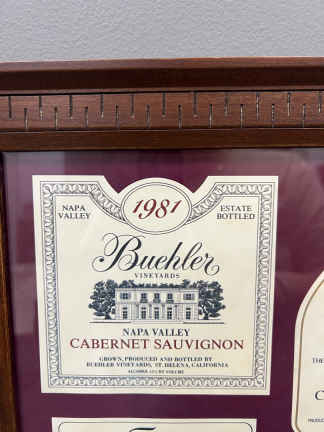 1981
NAPA
VALLEY
ESTATE
BOTTLED
Buehler
VINEYARDS
NAPA VALLEY
CABERNET SAUVIGNON
GROWN, PRODUCED AND BOTTLED BY
BUEHLER VINEYARDS, ST. HELENA, CALIFORNIA